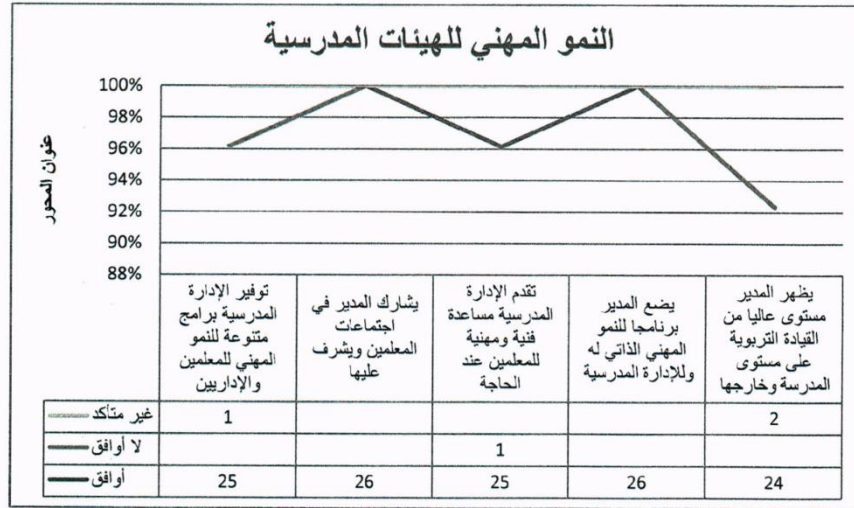 النمو المهني للهيئات المدرسية
عنوان المحور
100%
98%
96%
94%
92%
90%
88%
توفير الإدارة
المدرسية برامج
متنوعة للنمو
المهني للمعلمين
والإداريين
يشارك المدير في
اجتماعات
المعلمين ويشرف
عليها
تقدم الإدارة
المدرسية مساعدة
فنية ومهنية
للمعلمين عند
الحاجة
يضع المدير
برنامجا للنمو
المهني الذاتي له
وللإدارة المدرسية
يظهر المدير
مستوى عاليا من
القيادة التربوية
على مستوى
المدرسة وخارجها
غير متأكد 1 2
لا أوافق 1
أوافق 25 26 25 26 24